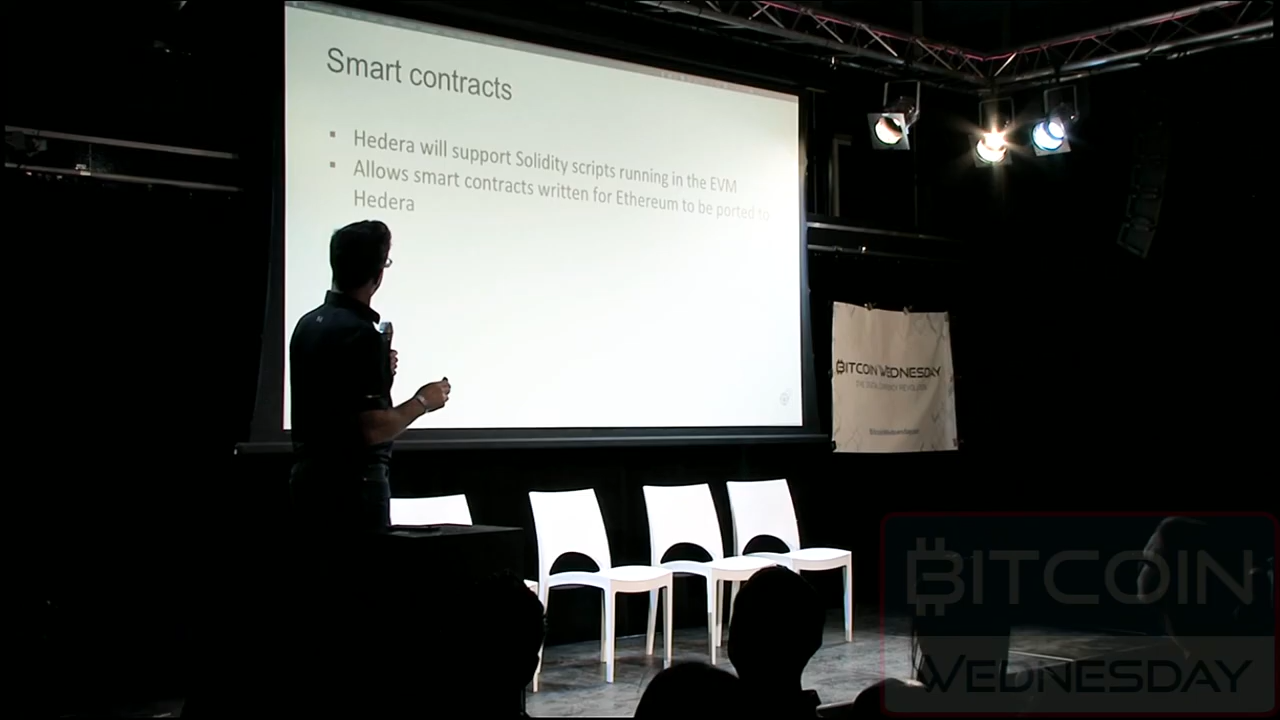 Smart contracts
▪ Hedera will support Solidity scripts running in the EVM
▪ Allows smart contracts written for Ethereum to be ported to
Hedera
BITCOIN WEDNESDAY
BITCOIN
WEDNESDAY